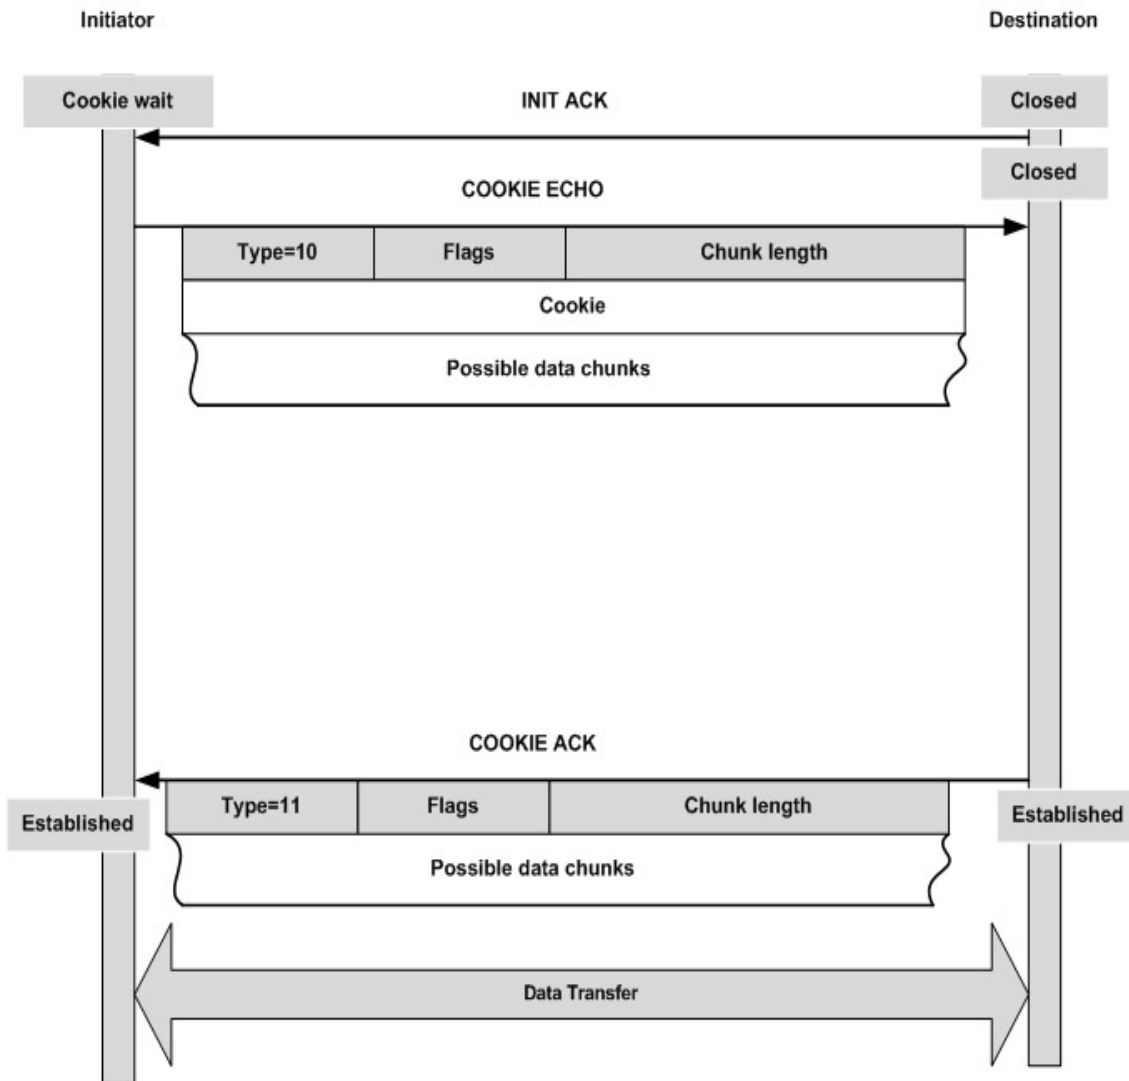 Initiator
Destination
Cookie wait
INIT ACK
Closed
Closed
COOKIE ECHO
Type=10
Flags
Chunk length
Cookie
Possible data chunks
COOKIE ACK
Type=11
Flags
Chunk length
Established
Established
Possible data chunks
Data Transfer